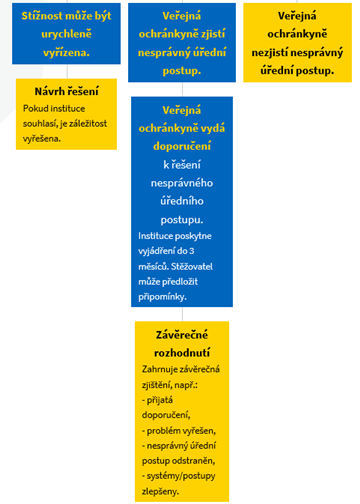 Stížnost může být
urychleně
vyřízena.
Návrh řešení
Pokud instituce
souhlasí, je záležitost
vyřešena.
Veřejná
ochránkyně zjistí
nesprávný úřední
postup.
Veřejná
ochránkyně vydá
doporučení
k řešení
nesprávného
úředního
postupu.
Instituce poskytne
vyjádření do 3
měsíců. Stěžovatel
může předložit
připomínky.
Závěrečné
rozhodnutí
Zahrnuje závěrečná
zjištění, např.:
- přijatá
doporučení,
- problém vyřešen,
- nesprávný úřední
postup odstraněn,
- systémy/postupy
zlepšeny.
Veřejná
ochránkyně
nezjistí nesprávný
úřední postup.